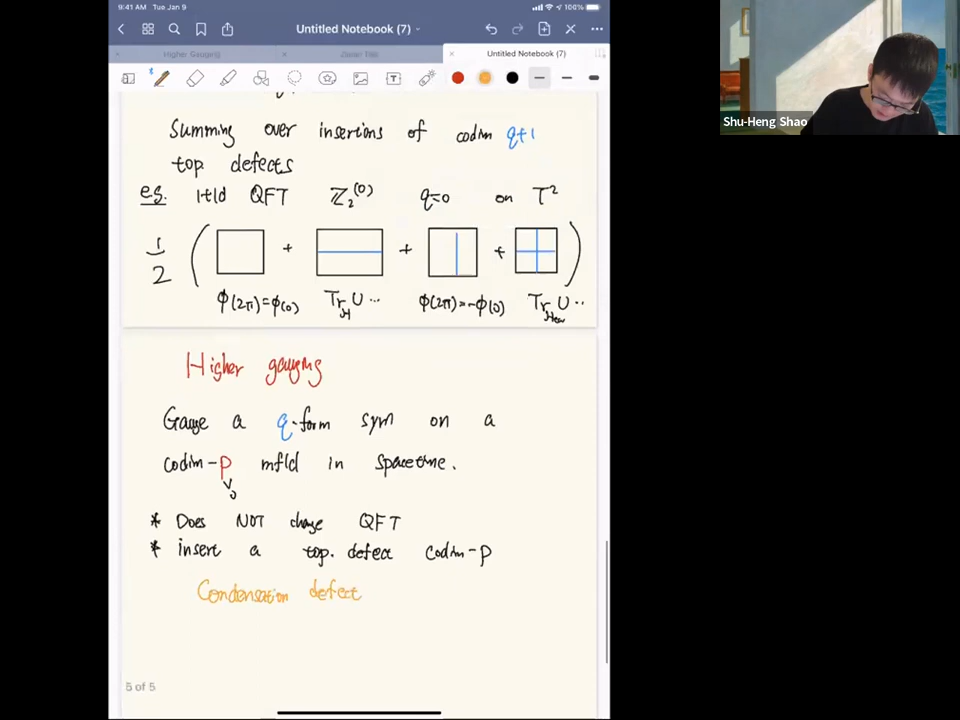 9:41 AM Tue Jan 9
100%
Untitled Notebook (7)
Higher Gauging
Untitled Notebook (7)
Shu-Heng Shao
Summing over insertions of codim q+1
top. defects
e.g. 1+1d QFT ℤ₂⁽⁰⁾ q=0 on T²
1/2 ( + + + )
φ(2π)=φ(0) Tr_H U ... φ(2π)=-φ(0) Tr_H U ..
Higher gauging
Gauge a q-form sym on a
codim-p mfld in spacetime.
v
0
* Does NOT change QFT
* insert a top. defect codim-p
Condensation defect
5 of 5